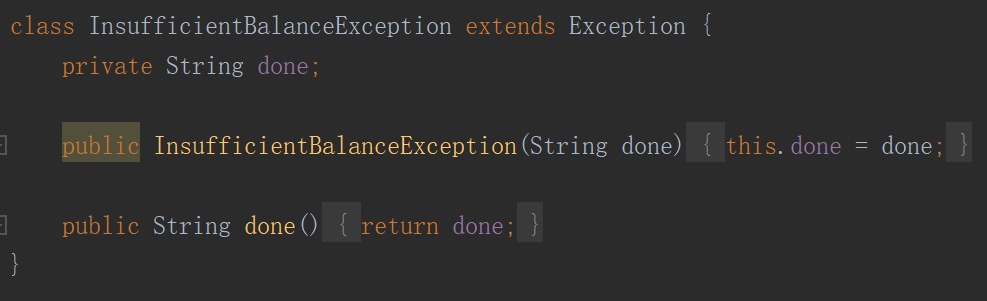 class InsufficientBalanceException extends Exception {
private String done;
public InsufficientBalanceException(String done) { this.done = done; }
public String done() { return done; }
}